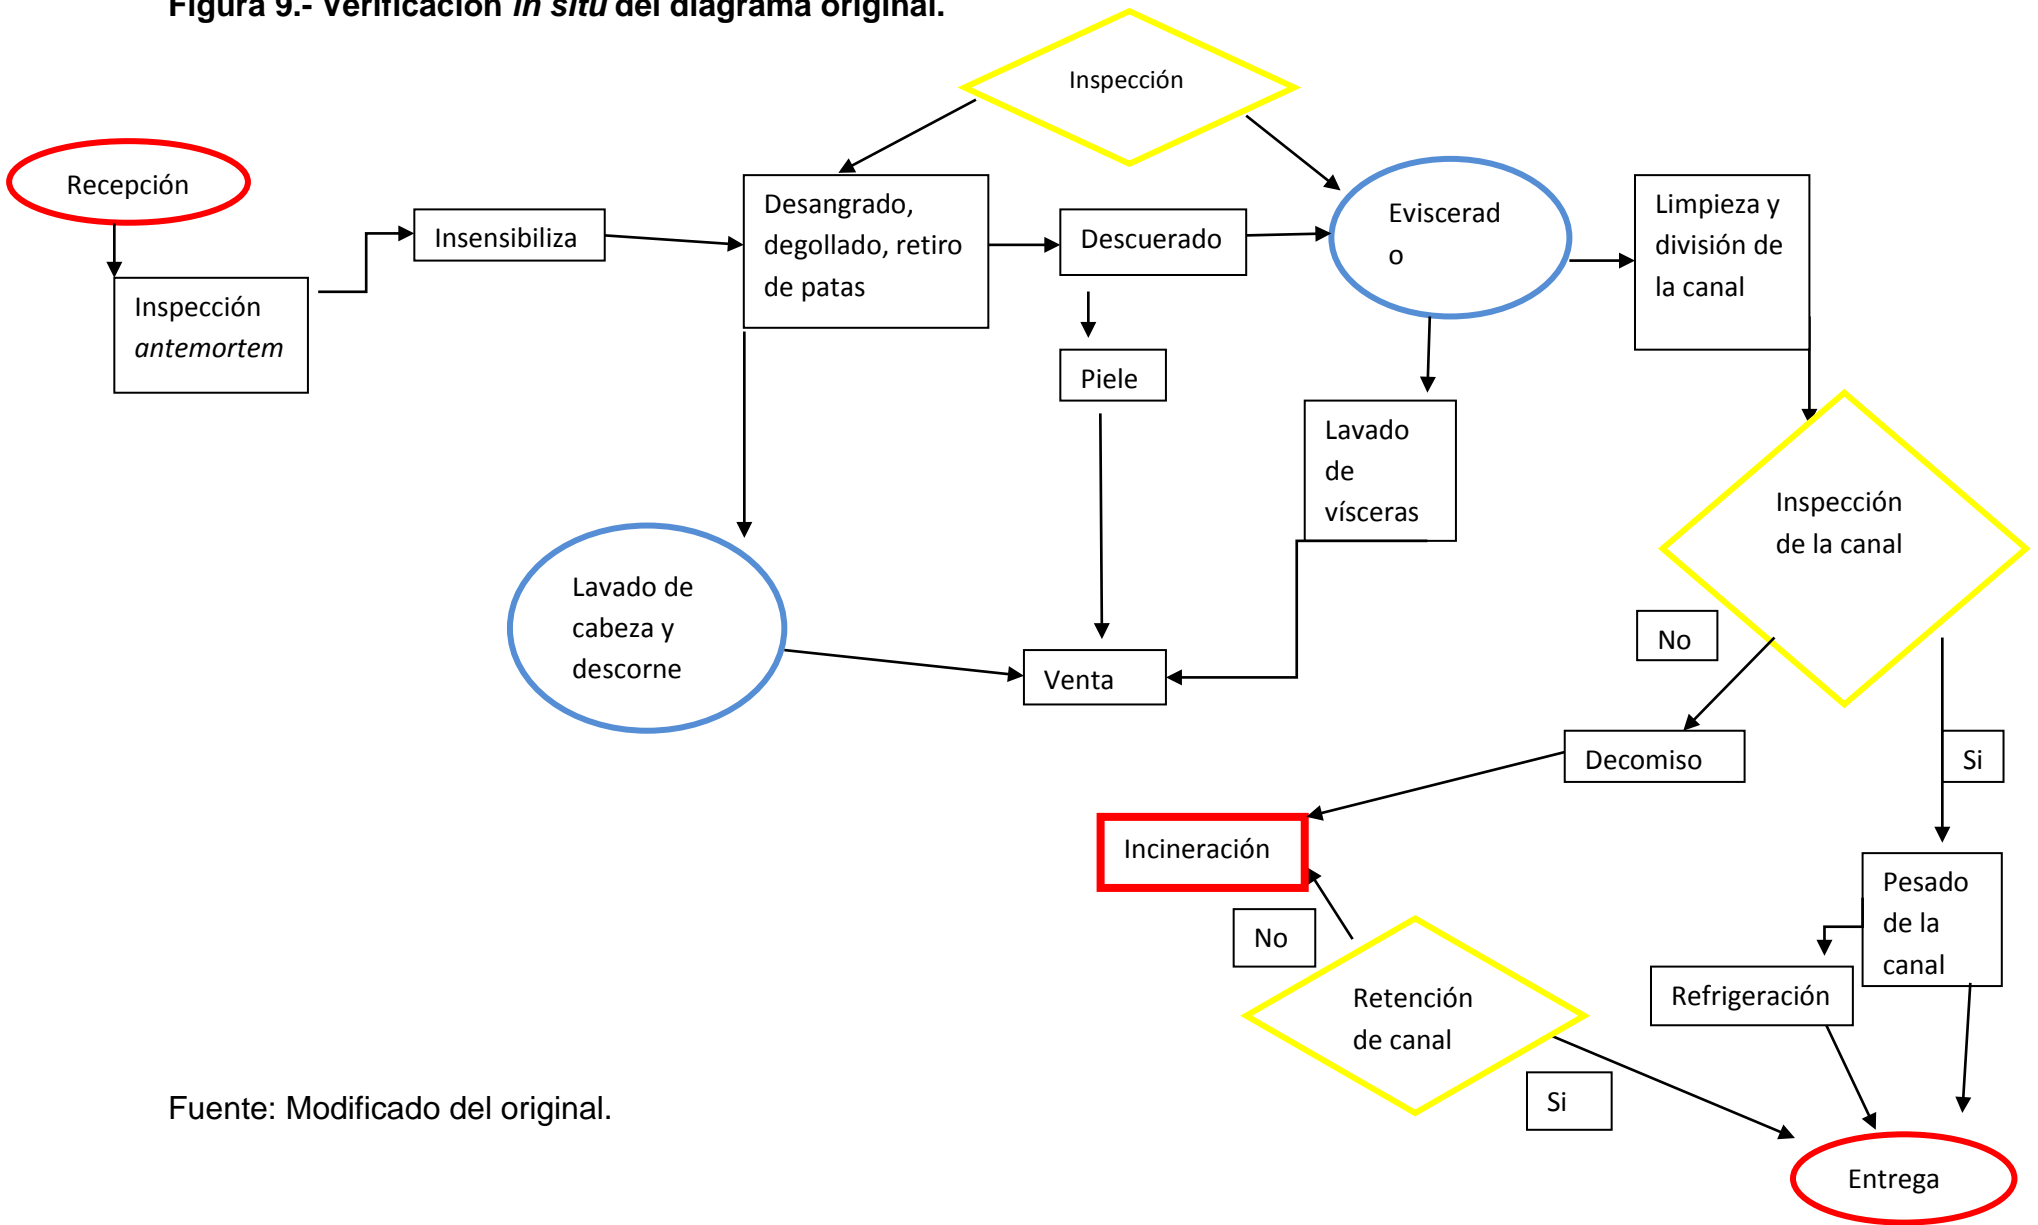 Figura 9.- Verificación in situ del diagrama original.
Inspección
Recepción
Inspección
antemortem
Insensibiliza
Desangrado,
degollado, retiro
de patas
Descuerado
Eviscerad
o
Limpieza y
división de
la canal
Piele
Lavado
de
vísceras
Inspección
de la canal
Lavado de
cabeza y
descorne
Venta
No
Decomiso
Si
Incineración
Pesado
de la
canal
No
Retención
de canal
Refrigeración
Si
Entrega
Fuente: Modificado del original.